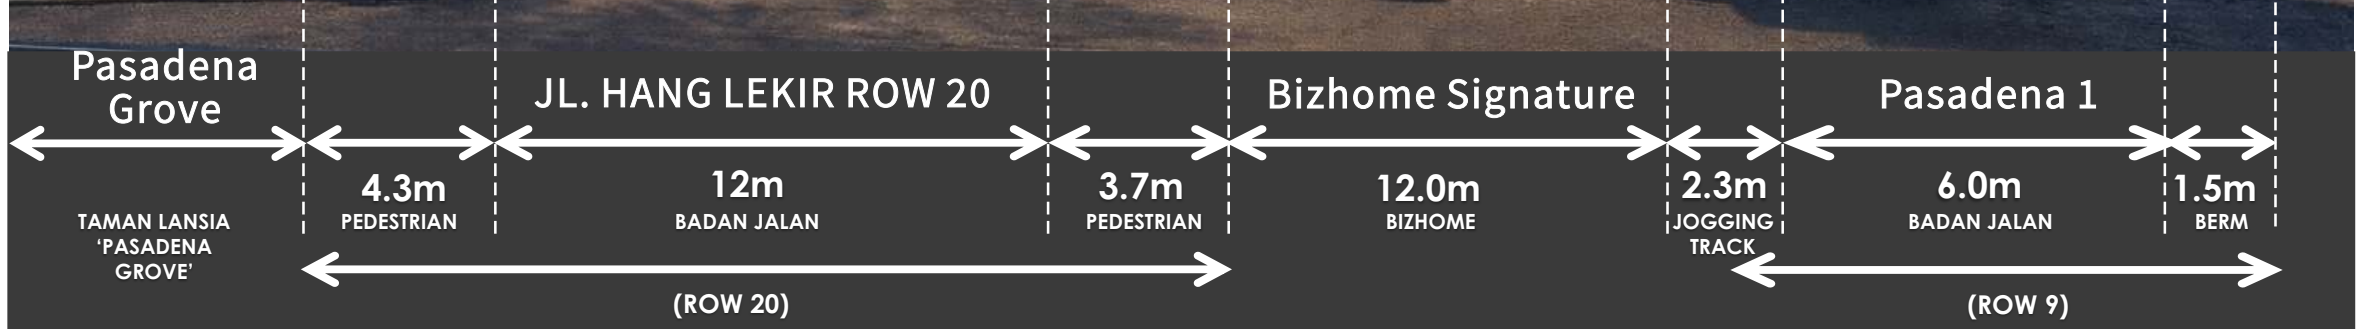 Pasadena
Grove
JL. HANG LEKIR ROW 20
Bizhome Signature
Pasadena 1
4.3m
PEDESTRIAN
12m
BADAN JALAN
3.7m
PEDESTRIAN
12.0m
BIZHOME
2.3m
JOGGING
TRACK
6.0m
BADAN JALAN
1.5m
BERM
TAMAN LANSIA
‘PASADENA
GROVE’
(ROW 20)
(ROW 9)